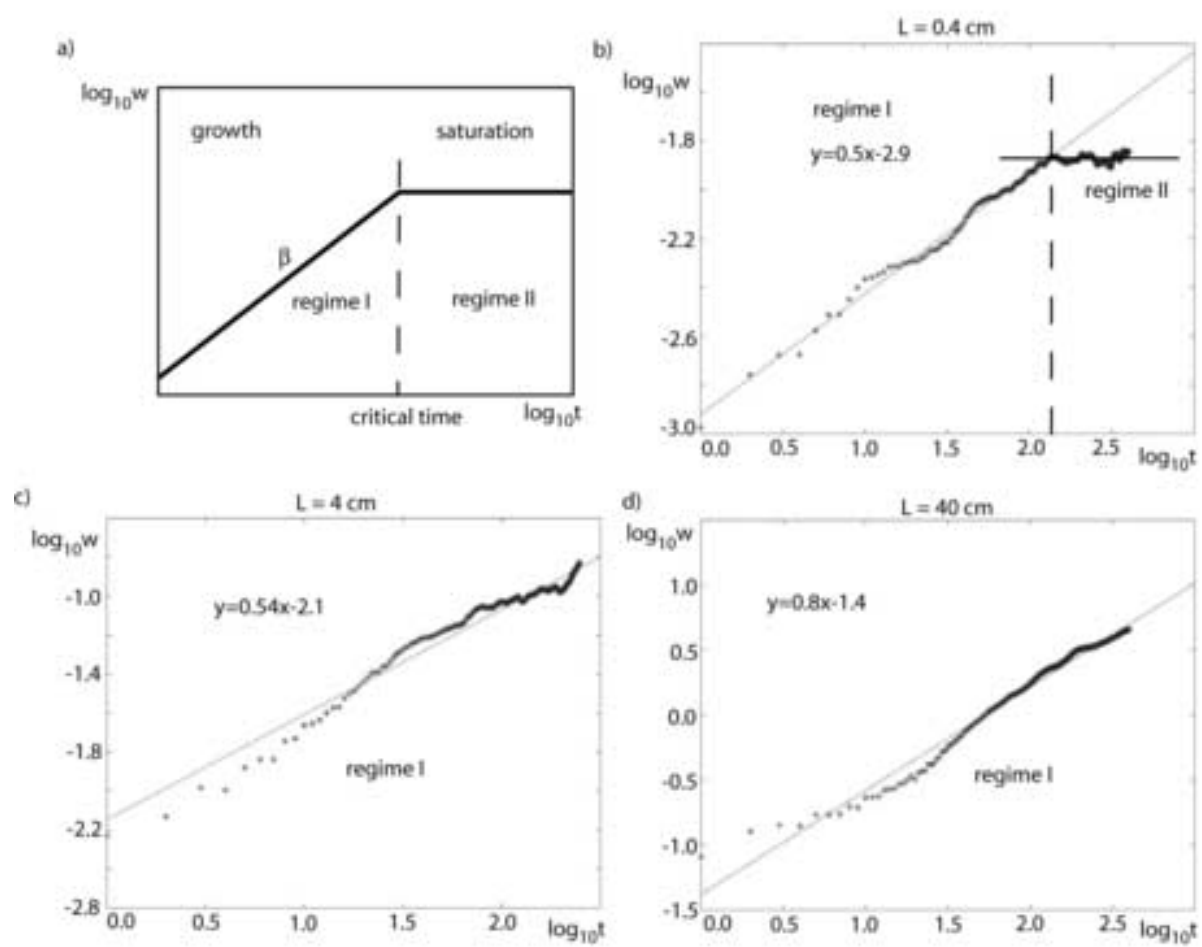 a)
log10w
growth
saturation
β
regime I
regime II
critical time
log10t
b)
L = 0.4 cm
log10w
regime I
y=0.5x-2.9
regime II
-1.8
-2.2
-2.6
-3.0
0.0 0.5 1.0 1.5 2.0 2.5
log10t
c)
L = 4 cm
log10w
y=0.54x-2.1
regime I
-1.0
-1.4
-1.8
-2.2
-2.8
0.0 0.5 1.0 1.5 2.0
log10t
d)
L = 40 cm
log10w
y=0.8x-1.4
regime I
1.0
0.5
0.0
-0.5
-1.0
-1.5
0.0 0.5 1.0 1.5 2.0 2.5
log10t